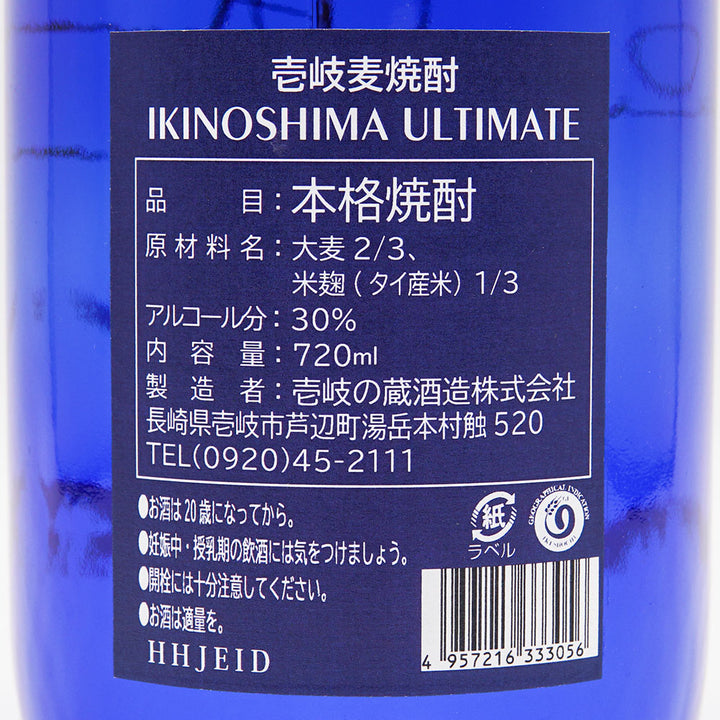 壱岐麦焼酎
IKINOSHIMA ULTIMATE
品目：本格焼酎
原材料名：大麦 2/3、
米麹 ( タイ産米) 1/3
アルコール分：30%
内容量：720ml
製造者：壱岐の蔵酒造株式会社
長崎県壱岐市芦辺町湯岳本村触 520
TEL(0920)45-2111
●お酒は20歳になってから。
●妊娠中・授乳期の飲酒には気をつけましょう。
●開栓には十分注意してください。
●お酒は適量を。
HHJEID
紙
ラベル
GEOGRAPHICAL INDICATION
GI
IKI SHOCHU
4 957216 333056